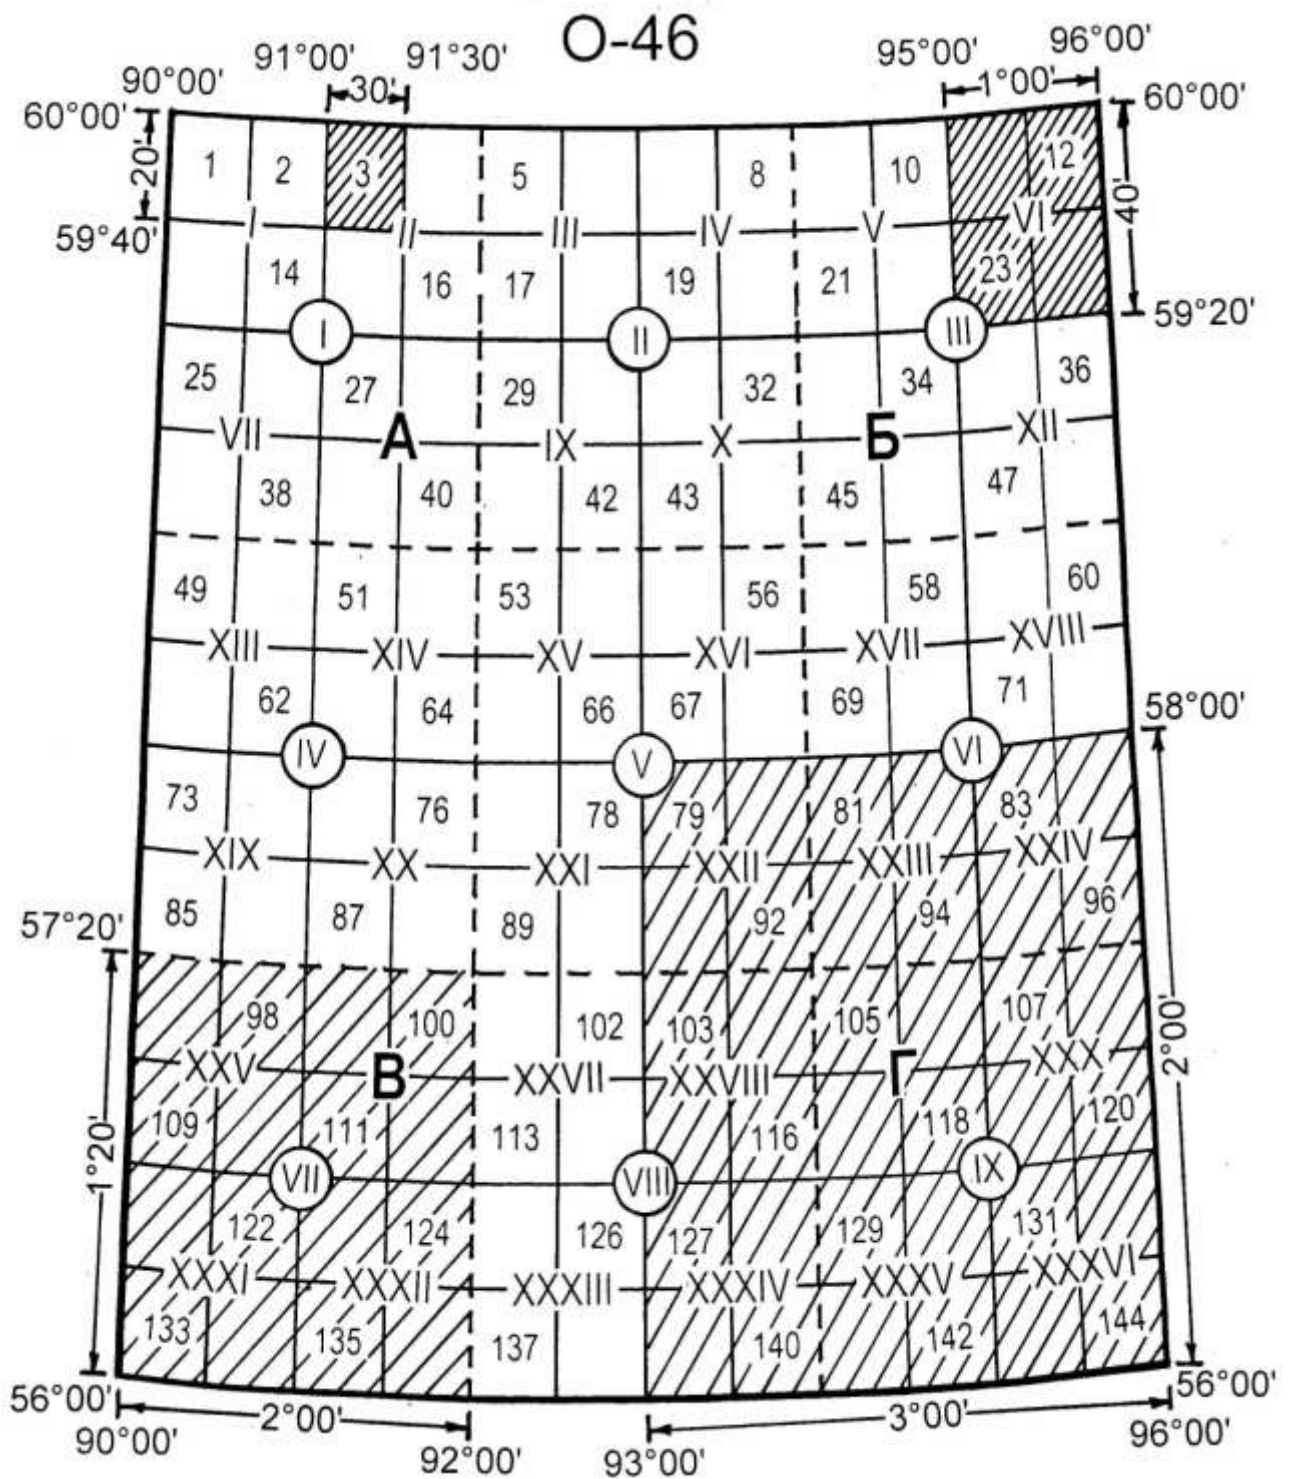 О-46
90°00' 91°00' 91°30' 95°00' 96°00'
30' 1°00'
60°00' 60°00'
20' 40'
1 2 3 5 8 10 12
59°40' I II III IV V VI
14 16 17 19 21 23
59°20'
I II III
25 27 29 32 34 36
VII А IX X Б XII
38 40 42 43 45 47
49 51 53 56 58 60
XIII XIV XV XVI XVII XVIII
62 64 66 67 69 71
58°00'
IV V VI
73 76 78 79 81 83
XIX XX XXI XXII XXIII XXIV
85 87 89 92 94 96
57°20'
98 100 102 103 105 107
XXV В XXVII XXVIII Г XXX
109 111 113 116 118 120
1°20' 2°00'
VII VIII IX
122 124 126 127 129 131
XXXI XXXII XXXIII XXXIV XXXV XXXVI
133 135 137 140 142 144
56°00' 56°00'
2°00' 3°00'
90°00' 92°00' 93°00' 96°00'